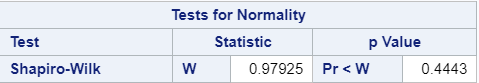 Tests for Normality
Test Statistic p Value
Shapiro-Wilk W 0.97925 Pr < W 0.4443